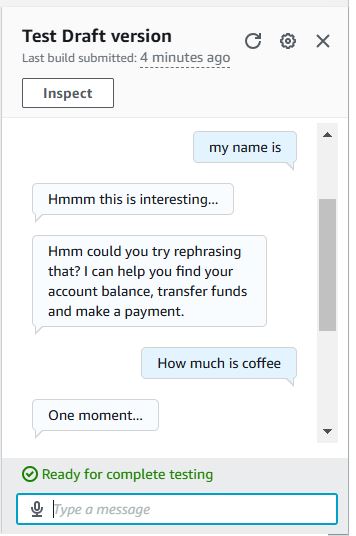 Test Draft version
Last build submitted: 4 minutes ago
Inspect
my name is
Hmmm this is interesting...
Hmm could you try rephrasing
that? I can help you find your
account balance, transfer funds
and make a payment.
How much is coffee
One moment...
Ready for complete testing
Type a message